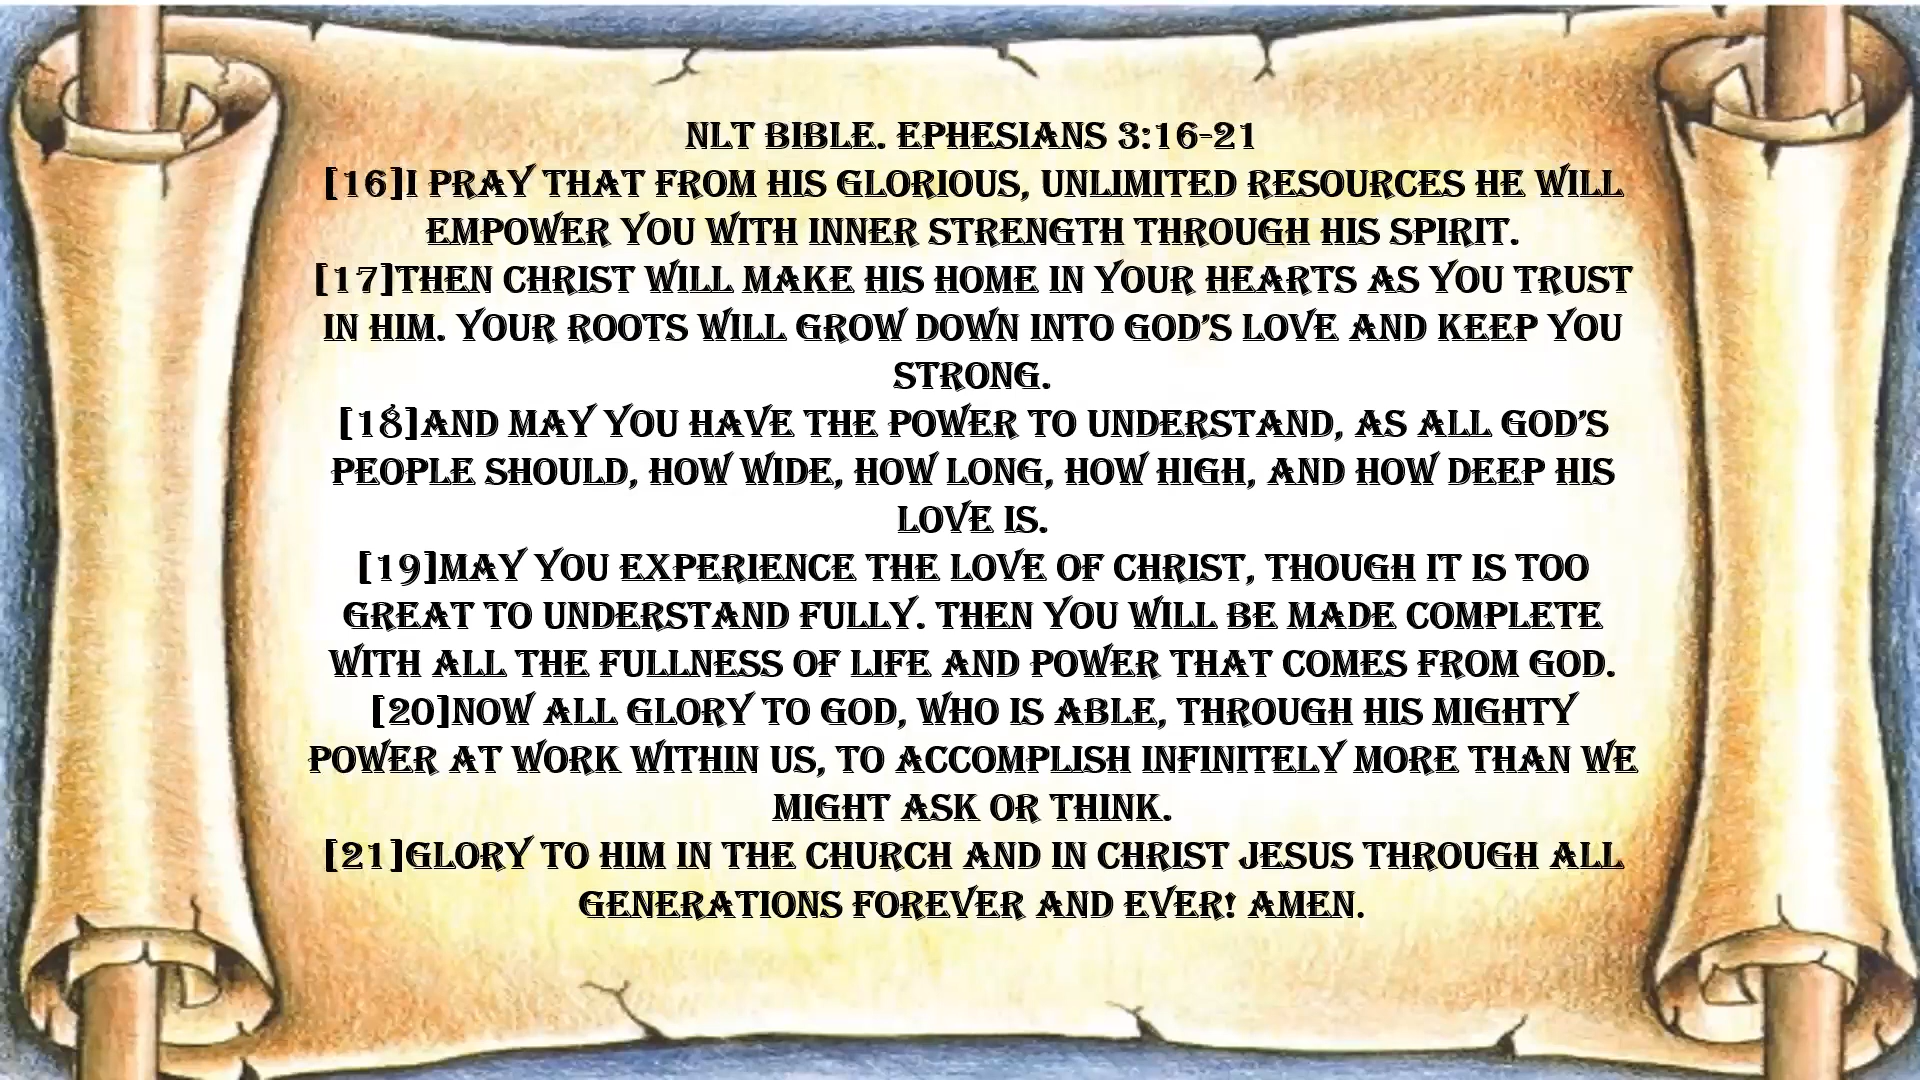 NLT BIBLE. EPHESIANS 3:16-21
[16]I PRAY THAT FROM HIS GLORIOUS, UNLIMITED RESOURCES HE WILL
EMPOWER YOU WITH INNER STRENGTH THROUGH HIS SPIRIT.
[17]THEN CHRIST WILL MAKE HIS HOME IN YOUR HEARTS AS YOU TRUST
IN HIM. YOUR ROOTS WILL GROW DOWN INTO GOD’S LOVE AND KEEP YOU
STRONG.
[18]AND MAY YOU HAVE THE POWER TO UNDERSTAND, AS ALL GOD’S
PEOPLE SHOULD, HOW WIDE, HOW LONG, HOW HIGH, AND HOW DEEP HIS
LOVE IS.
[19]MAY YOU EXPERIENCE THE LOVE OF CHRIST, THOUGH IT IS TOO
GREAT TO UNDERSTAND FULLY. THEN YOU WILL BE MADE COMPLETE
WITH ALL THE FULLNESS OF LIFE AND POWER THAT COMES FROM GOD.
[20]NOW ALL GLORY TO GOD, WHO IS ABLE, THROUGH HIS MIGHTY
POWER AT WORK WITHIN US, TO ACCOMPLISH INFINITELY MORE THAN WE
MIGHT ASK OR THINK.
[21]GLORY TO HIM IN THE CHURCH AND IN CHRIST JESUS THROUGH ALL
GENERATIONS FOREVER AND EVER! AMEN.